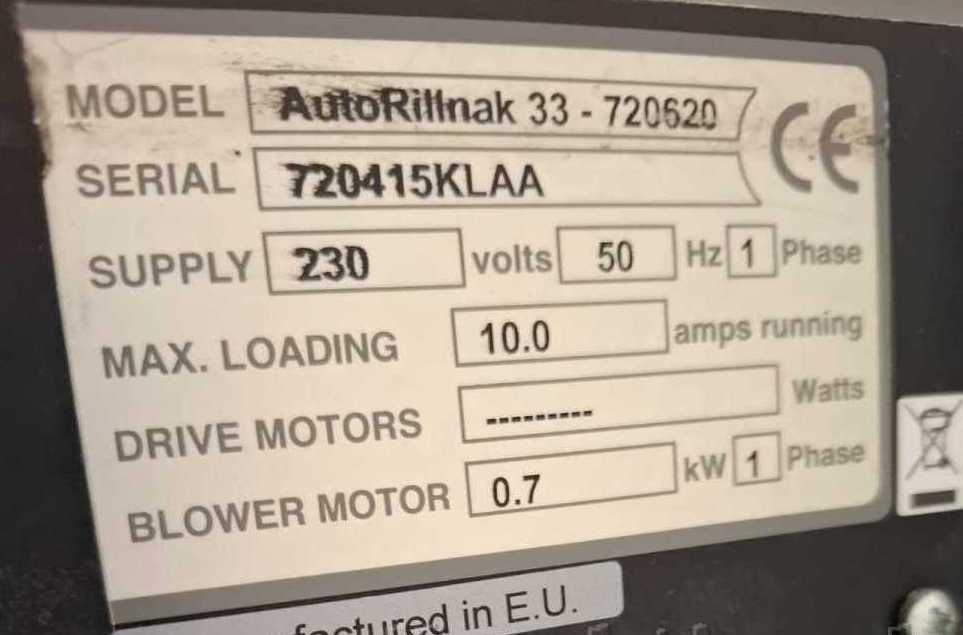 MODEL AutoRillnak 33 - 720620
CE
SERIAL 720415KLAA
SUPPLY 230 volts 50 Hz 1 Phase
MAX. LOADING 10.0 amps running
DRIVE MOTORS --------- Watts
BLOWER MOTOR 0.7 kW 1 Phase
in E.U.